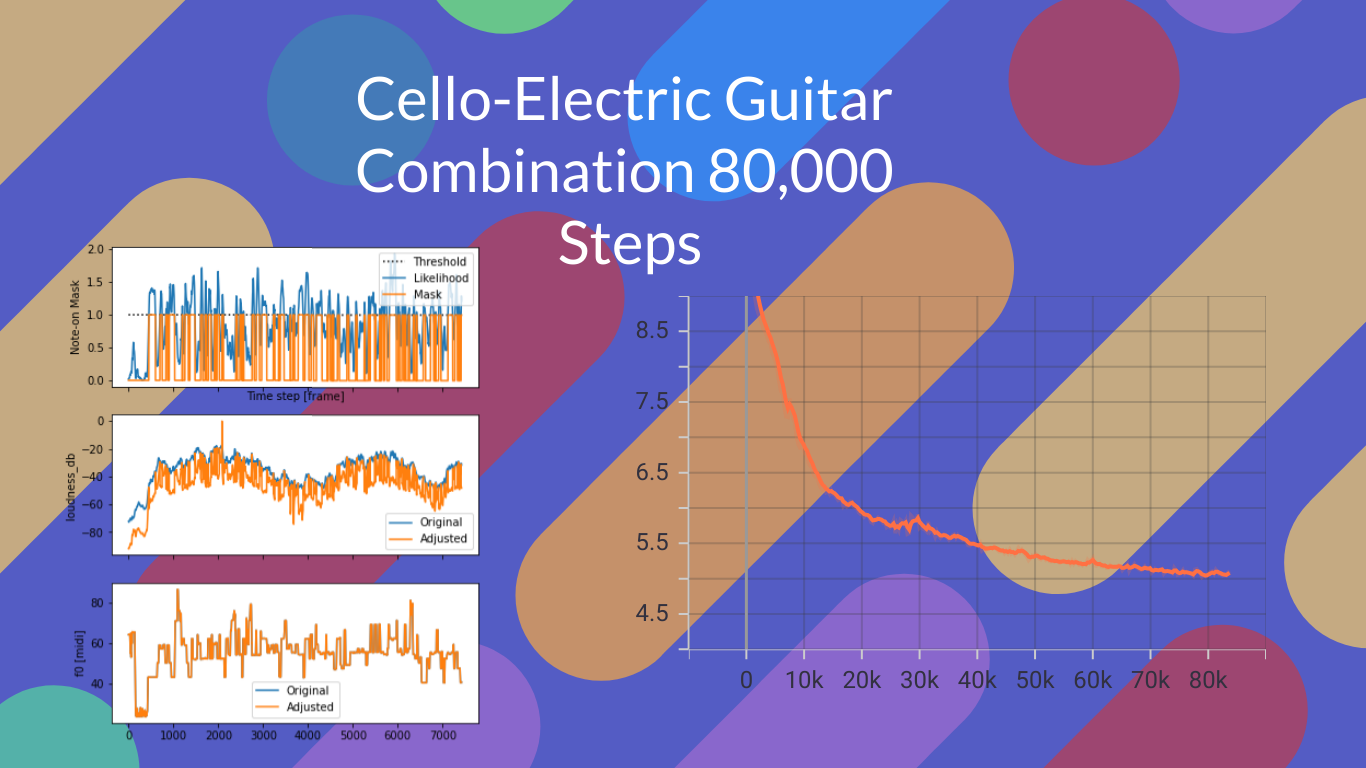 Cello-Electric Guitar
Combination 80,000
Steps
2.0
1.5
1.0
0.5
0.0
Note-on Mask
Threshold
Likelihood
Mask
Time step [frame]
0
−20
−40
−60
−80
loudness_db
Original
Adjusted
80
60
40
f0 [midi]
Original
Adjusted
0 1000 2000 3000 4000 5000 6000 7000
8.5
7.5
6.5
5.5
4.5
0 10k 20k 30k 40k 50k 60k 70k 80k